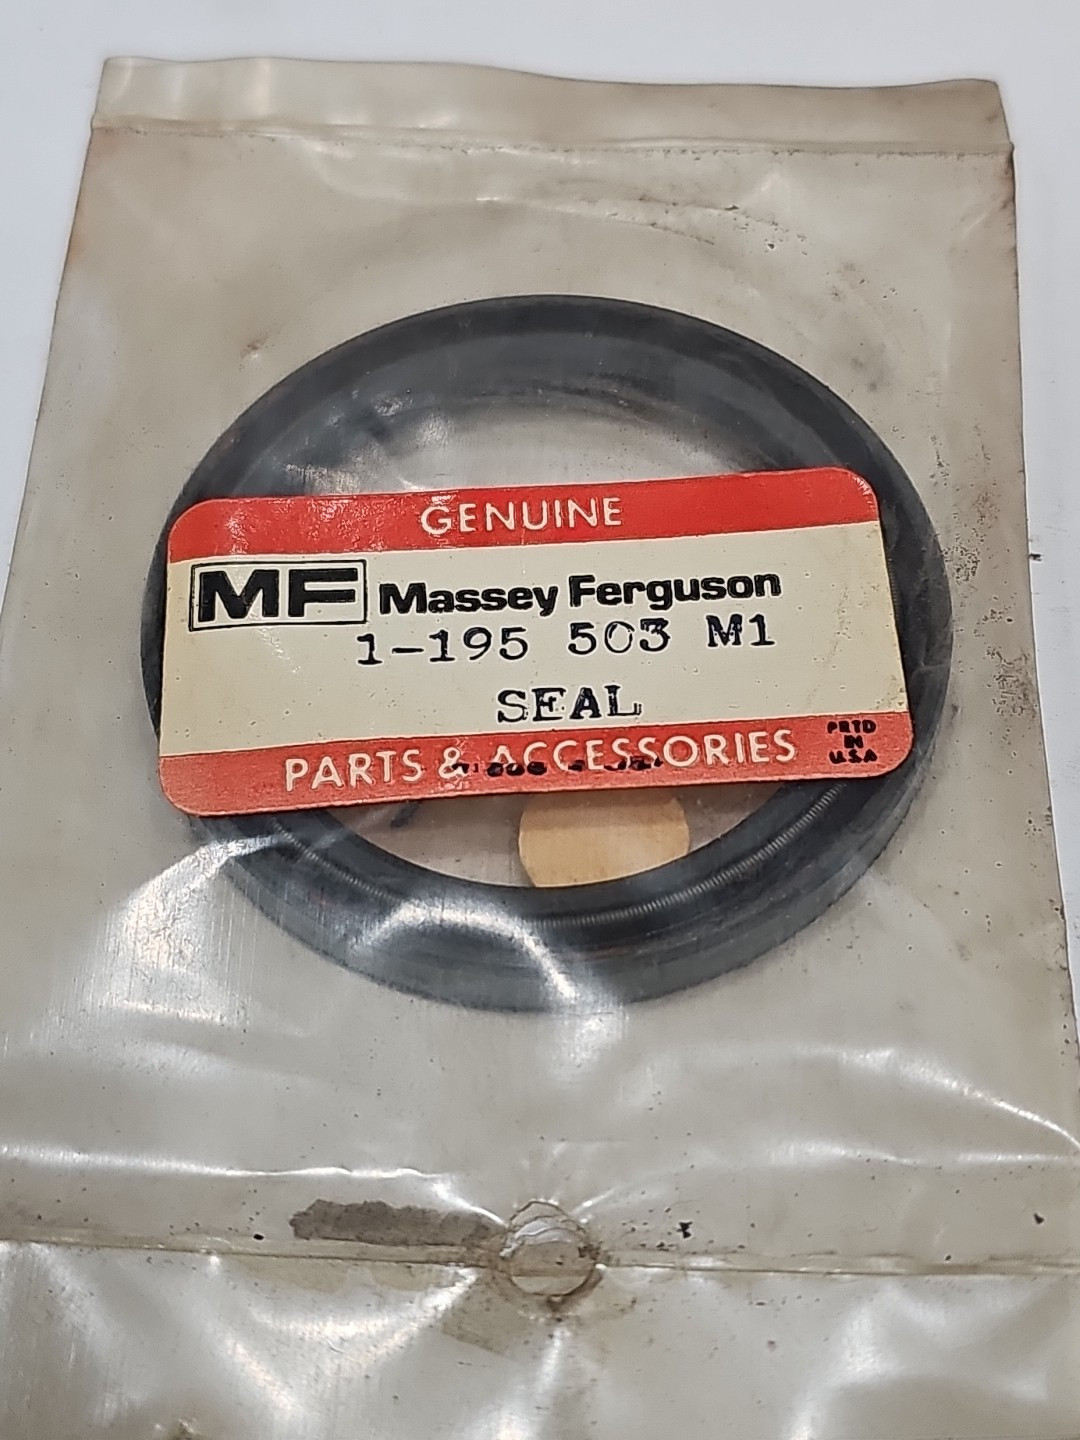 GENUINE
MF Massey Ferguson
1-195 503 M1
SEAL
PARTS & ACCESSORIES
PRTD
IN
U.S.A